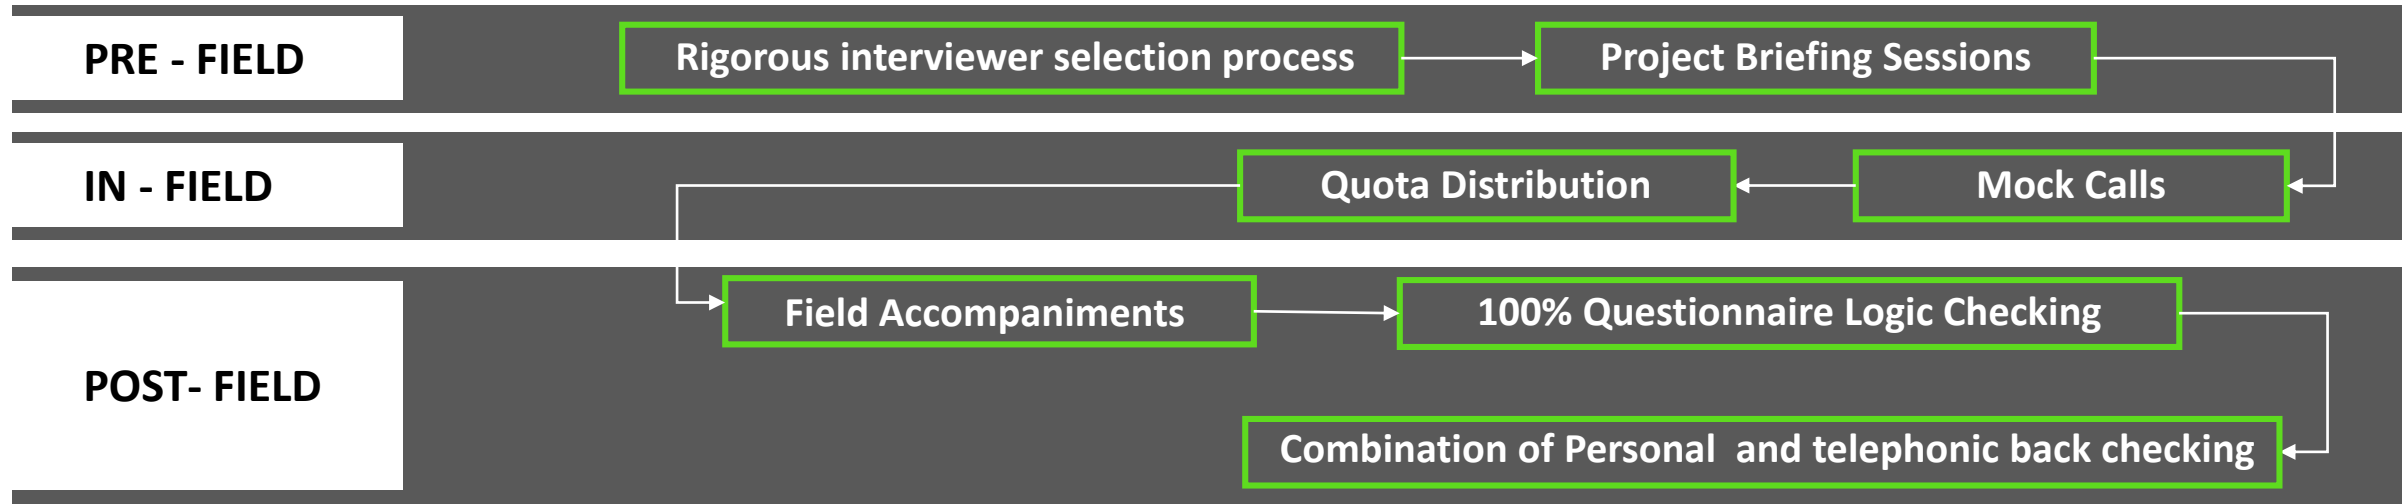 PRE - FIELD
Rigorous interviewer selection process
Project Briefing Sessions
IN - FIELD
Quota Distribution
Mock Calls
POST- FIELD
Field Accompaniments
100% Questionnaire Logic Checking
Combination of Personal  and telephonic back checking